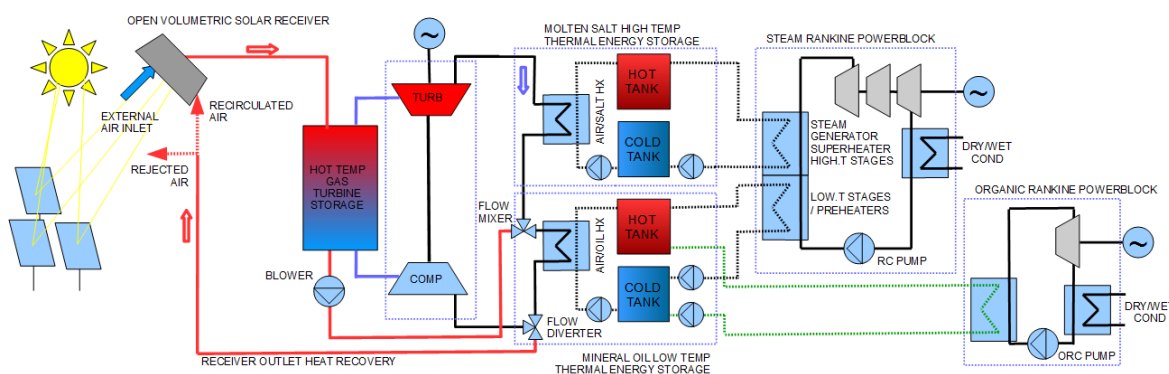 OPEN VOLUMETRIC SOLAR RECEIVER
EXTERNAL
AIR INLET
RECIRCULATED
AIR
REJECTED
AIR
HOT TEMP
GAS
TURBINE
STORAGE
BLOWER
RECEIVER OUTLET HEAT RECOVERY
~
TURB
COMP
FLOW
MIXER
FLOW
DIVERTER
MOLTEN SALT HIGH TEMP
THERMAL ENERGY STORAGE
AIR/SALT HX
HOT
TANK
COLD
TANK
AIR/OIL HX
HOT
TANK
COLD
TANK
MINERAL OIL LOW TEMP
THERMAL ENERGY STORAGE
STEAM RANKINE POWERBLOCK
~
STEAM
GENERATOR
SUPERHEATER
HIGH.T STAGES
LOW.T STAGES
/ PREHEATERS
DRY/WET
COND
RC PUMP
ORGANIC RANKINE POWERBLOCK
~
DRY/WET
COND
ORC PUMP